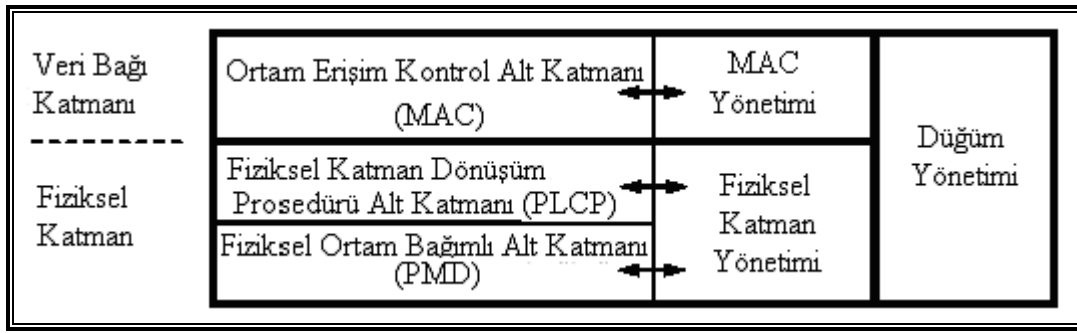 Veri Bağı
Katmanı
Fiziksel
Katman
Ortam Erişim Kontrol Alt Katmanı
(MAC)
Fiziksel Katman Dönüşüm
Prosedürü Alt Katmanı (PLCP)
Fiziksel Ortam Bağımlı Alt Katmanı
(PMD)
MAC
Yönetimi
Fiziksel
Katman
Yönetimi
Düğüm
Yönetimi